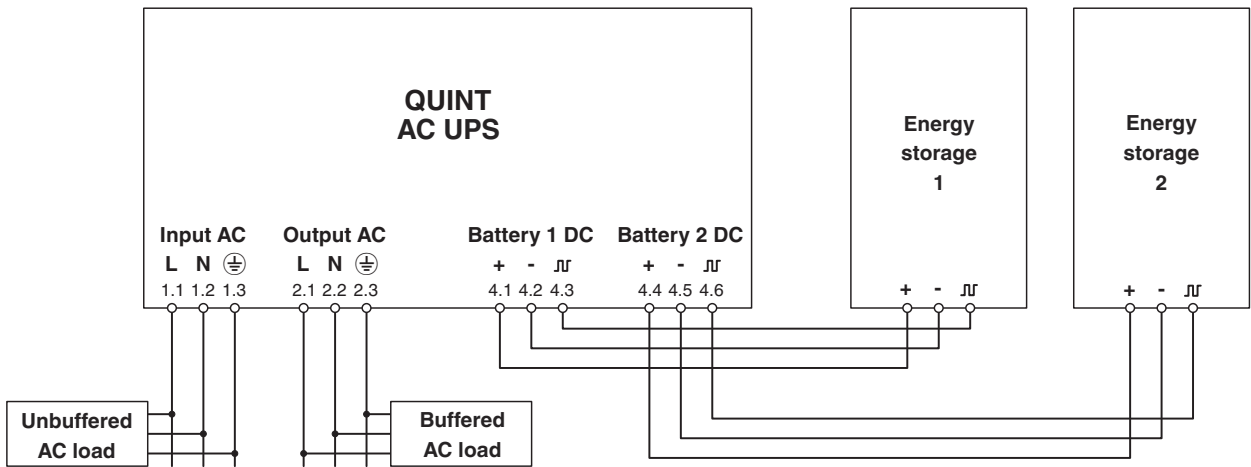 QUINT
AC UPS
Energy
storage
1
Energy
storage
2
Input AC
Output AC
Battery 1 DC
Battery 2 DC
L N
L N
+ -
+ -
1.1 1.2 1.3
2.1 2.2 2.3
4.1 4.2 4.3
4.4 4.5 4.6
+ -
+ -
Unbuffered
AC load
Buffered
AC load